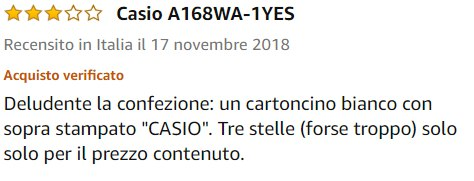 Casio A168WA-1YES
Recensito in Italia il 17 novembre 2018
Acquisto verificato
Deludente la confezione: un cartoncino bianco con
sopra stampato "CASIO". Tre stelle (forse troppo) solo
solo per il prezzo contenuto.